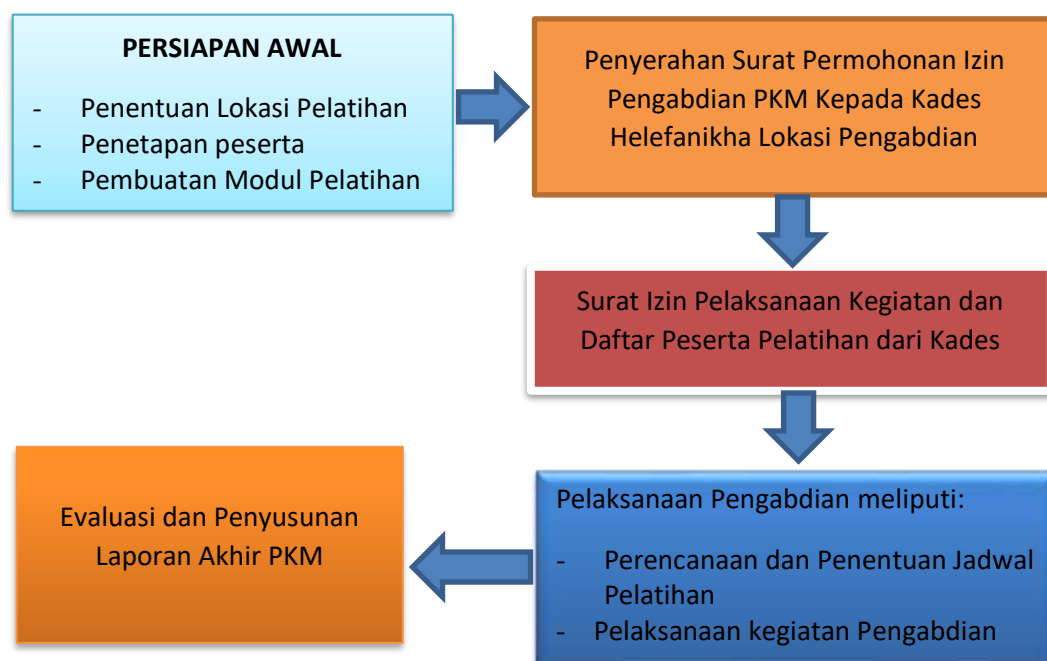 PERSIAPAN AWAL
- Penentuan Lokasi Pelatihan
- Penetapan peserta
- Pembuatan Modul Pelatihan
Penyerahan Surat Permohonan Izin
Pengabdian PKM Kepada Kades
Helefanikha Lokasi Pengabdian
Surat Izin Pelaksanaan Kegiatan dan
Daftar Peserta Pelatihan dari Kades
Pelaksanaan Pengabdian meliputi:
- Perencanaan dan Penentuan Jadwal
Pelatihan
- Pelaksanaan kegiatan Pengabdian
Evaluasi dan Penyusunan
Laporan Akhir PKM